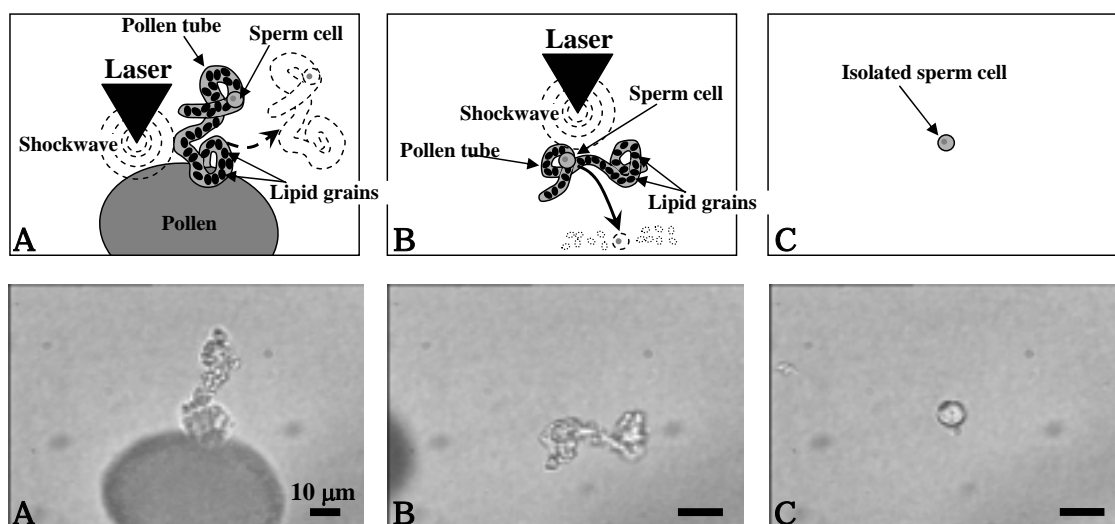 Pollen tube
Sperm cell
Laser
Shockwave
Lipid grains
Pollen
A
Laser
Sperm cell
Shockwave
Pollen tube
Lipid grains
B
Isolated sperm cell
C
10 μm
A
B
C